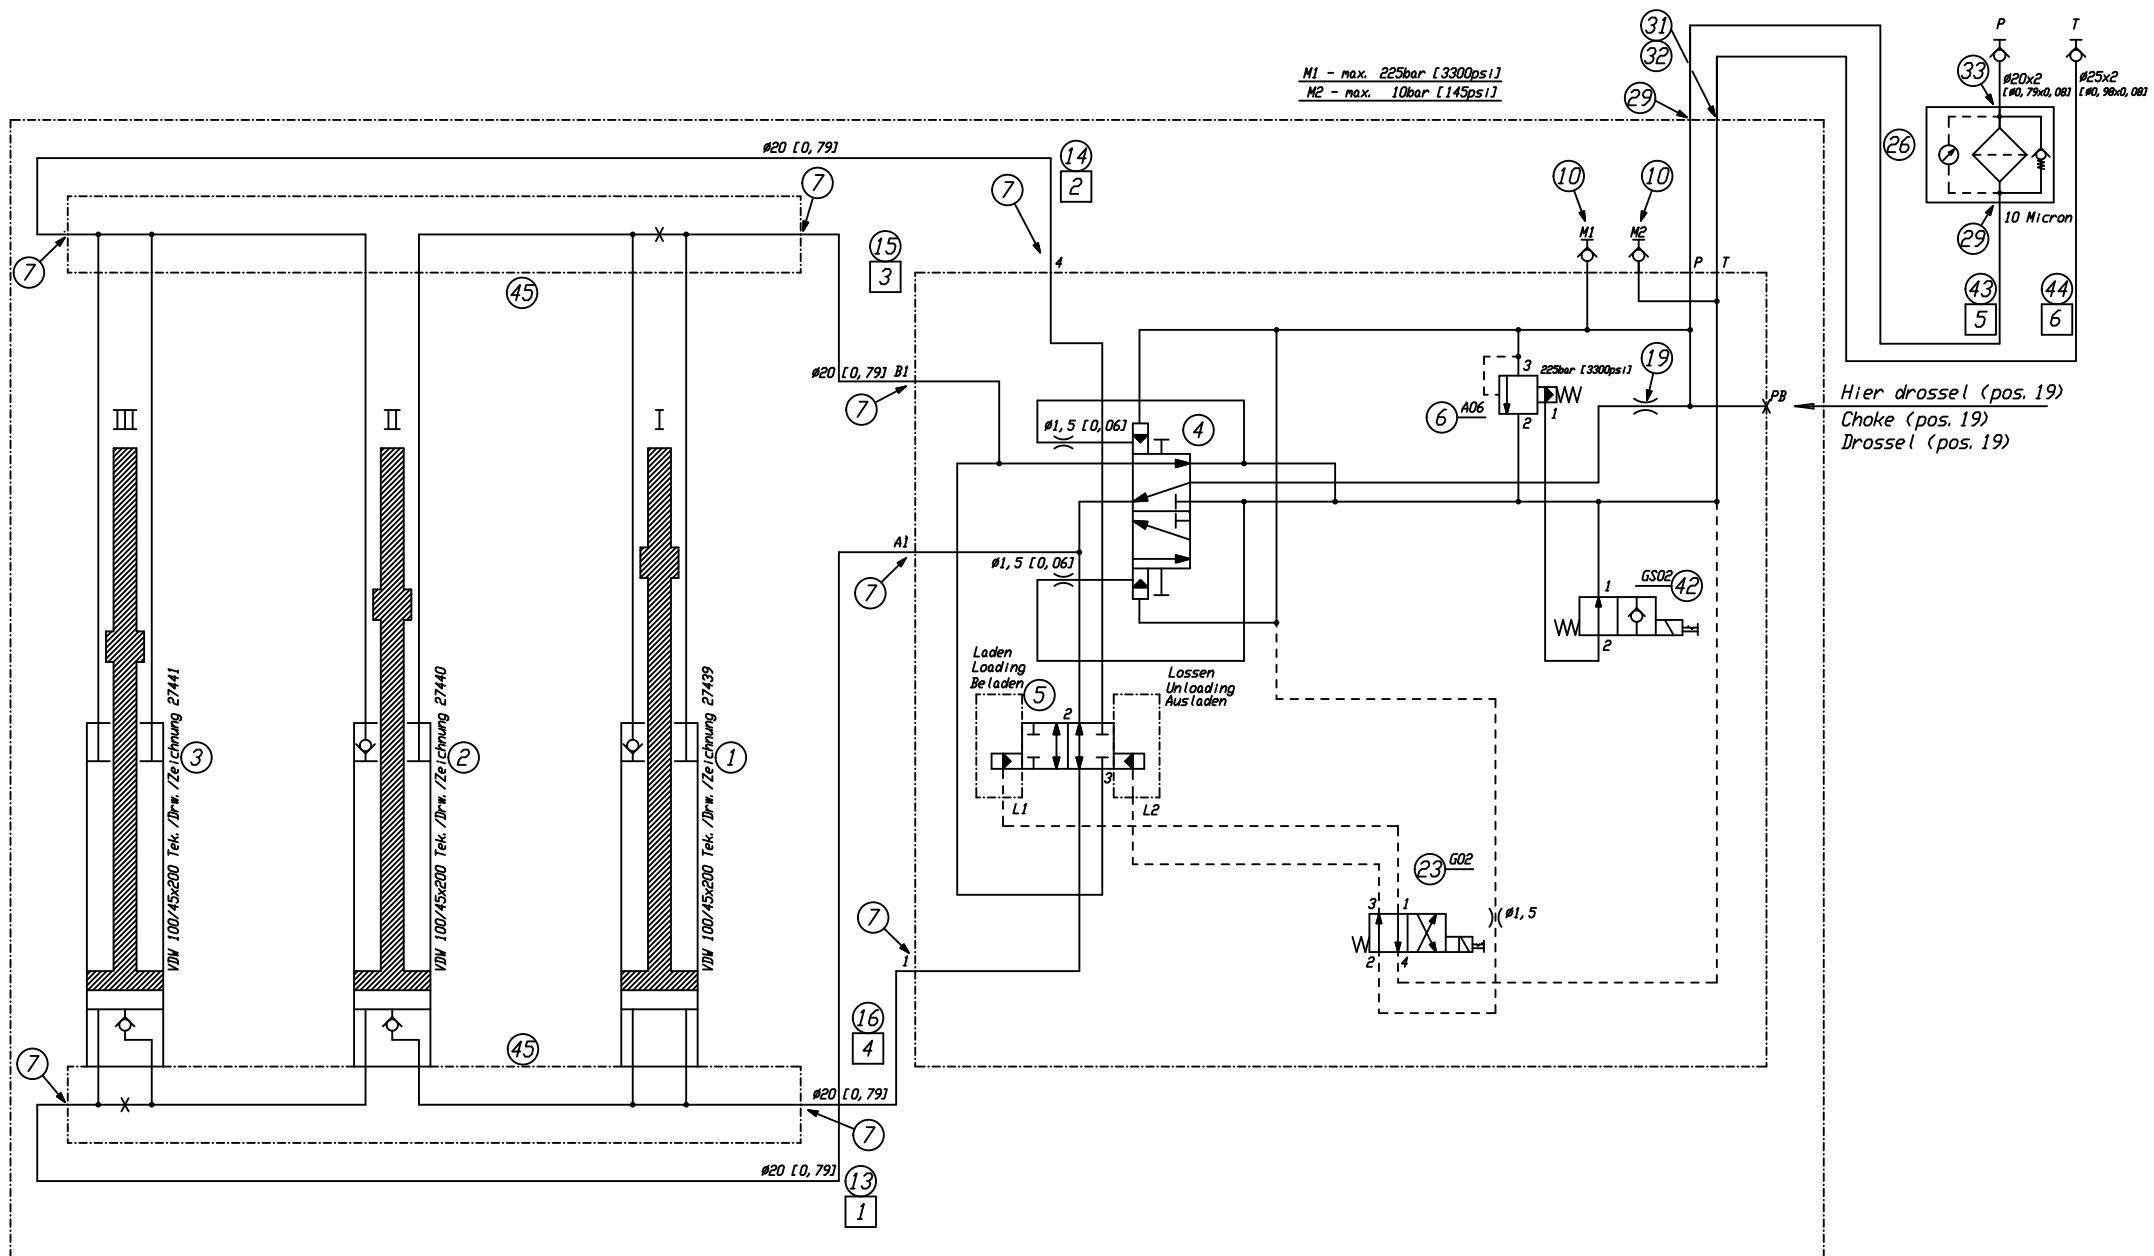 31
32
P
T
M1 - max. 225bar [3300psi]
M2 - max. 10bar [145psi]
33
Ø20x2
[Ø0,79x0,08]
Ø25x2
[Ø0,98x0,08]
29
26
Ø20 [0,79]
14
2
7
7
10
10
10 Micron
29
M1
M2
15
3
4
P
T
7
45
43
5
44
6
19
3
225bar [3300psi]
Ø20 [0,79]
B1
7
6
A06
1
2
PB
Hier drossel (pos. 19)
Choke (pos. 19)
Drossel (pos. 19)
III
II
I
Ø1,5 [0,06]
4
A1
7
Ø1,5 [0,06]
GS02
42
1
2
Laden
Loading
Beladen
5
Lossen
Unloading
Ausladen
2
3
L1
L2
VDW 100/45x200 Tek./Drw./Zeichnung 27441
3
VDW 100/45x200 Tek./Drw./Zeichnung 27440
2
VDW 100/45x200 Tek./Drw./Zeichnung 27439
1
23
G02
3
1
2
4
Ø1,5
7
1
16
4
45
7
Ø20 [0,79]
7
Ø20 [0,79]
13
1